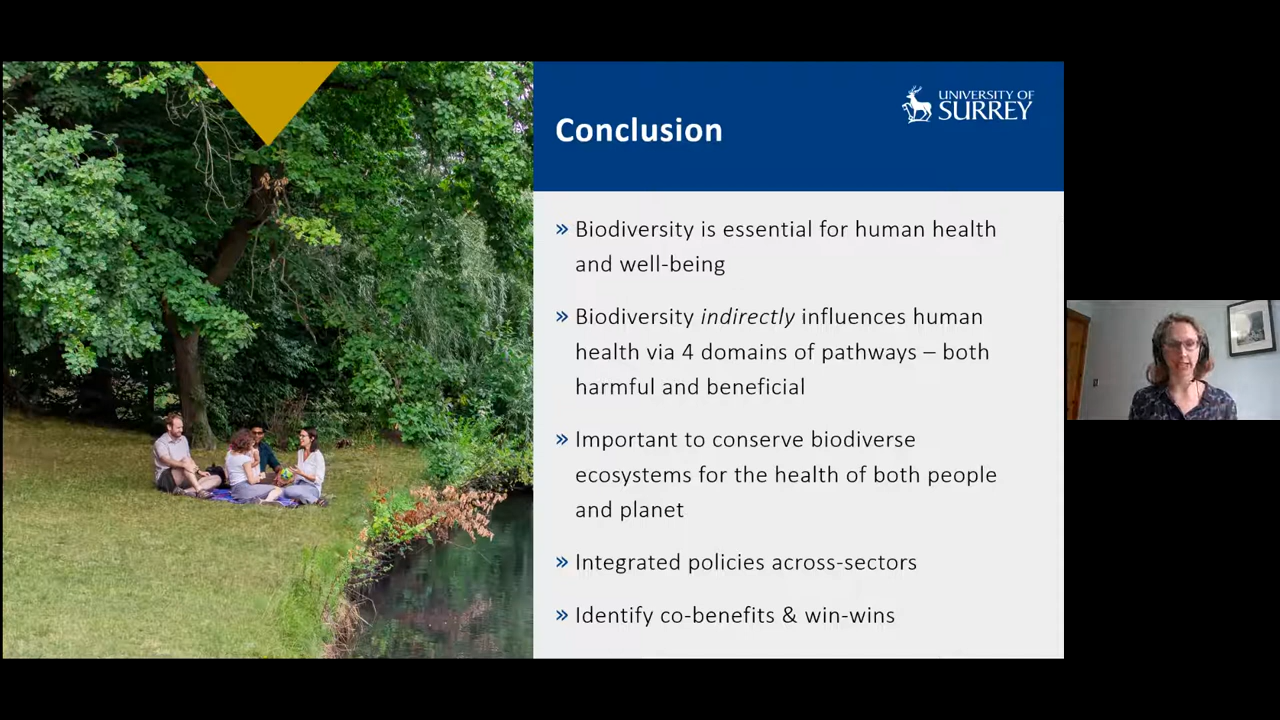 Conclusion
UNIVERSITY OF
SURREY
» Biodiversity is essential for human health
and well-being
» Biodiversity indirectly influences human
health via 4 domains of pathways – both
harmful and beneficial
» Important to conserve biodiverse
ecosystems for the health of both people
and planet
» Integrated policies across-sectors
» Identify co-benefits & win-wins